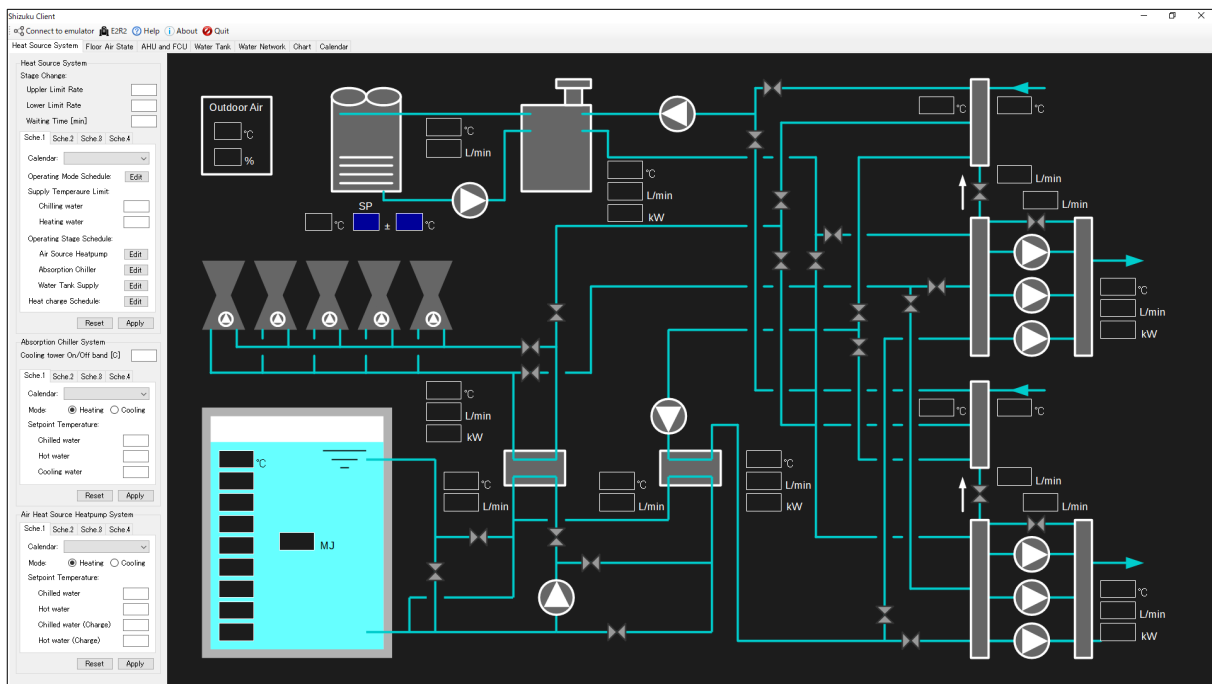 Shizuku Client
Connect to emulator E2R2 Help About Quit
Heat Source System Floor Air State AHU and FCU Water Tank Water Network Chart Calendar
Heat Source System
Stage Change:
Uppler Limit Rate
Lower Limit Rate
Waiting Time [min]
Sche.1 Sche.2 Sche.3 Sche.4
Calendar:
Operating Mode Schedule: Edit
Supply Temperaure Limit:
Chilling water
Heating water
Operating Stage Schedule:
Air Source Heatpump Edit
Absorption Chiller Edit
Water Tank Supply Edit
Heat charge Schedule: Edit
Reset Apply
Absorption Chiller System
Cooling tower On/Off band [C]
Sche.1 Sche.2 Sche.3 Sche.4
Calendar:
Mode: Heating Cooling
Setpoint Temperature:
Chilled water
Hot water
Cooling water
Reset Apply
Air Heat Source Heatpump System
Sche.1 Sche.2 Sche.3 Sche.4
Calendar:
Mode: Heating Cooling
Setpoint Temperature:
Chilled water
Hot water
Chilled water (Charge)
Hot water (Charge)
Reset Apply
Outdoor Air
℃
%
℃
L/min
℃
L/min
kW
SP
℃ ± ℃
℃ ℃
L/min
L/min
℃
L/min
kW
℃
L/min
kW
℃
L/min
℃
L/min
℃
L/min
kW
℃
MJ
℃ ℃
L/min
L/min
℃
L/min
kW